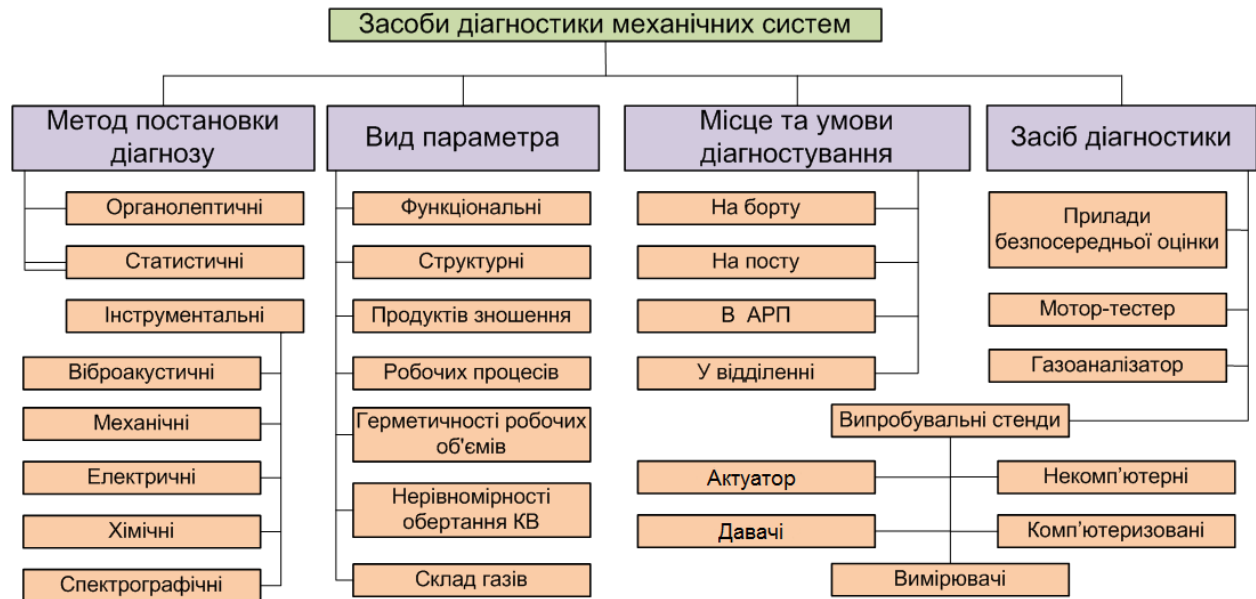 Засоби діагностики механічних систем
Метод постановки
діагнозу
Органолептичні
Статистичні
Інструментальні
Віброакустичні
Механічні
Електричні
Хімічні
Спектрографічні
Вид параметра
Функціональні
Структурні
Продуктів зношення
Робочих процесів
Герметичності робочих
об'ємів
Нерівномірності
обертання КВ
Склад газів
Місце та умови
діагностування
На борту
На посту
В АРП
У відділенні
Засіб діагностики
Прилади
безпосередньої оцінки
Мотор-тестер
Газоаналізатор
Випробувальні стенди
Актуатор
Давачі
Некомп’ютерні
Комп’ютеризовані
Вимірювачі